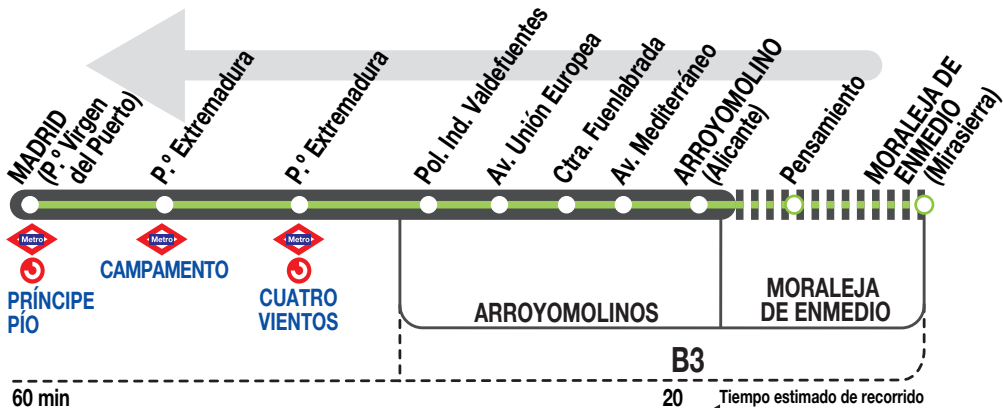 MADRID
(P.º Virgen
del Puerto)
P.º Extremadura
P.º Extremadura
Pol. Ind. Valdefuentes
Av. Unión Europea
Ctra. Fuenlabrada
Av. Mediterráneo
ARROYOMOLINO
(Alicante)
Pensamiento
MORALEJA DE
ENMEDIO
(Mirasierra)
Metro
Metro
Metro
PRÍNCIPE
PÍO
CAMPAMENTO
CUATRO
VIENTOS
ARROYOMOLINOS
MORALEJA
DE ENMEDIO
B3
60 min
20
Tiempo estimado de recorrido